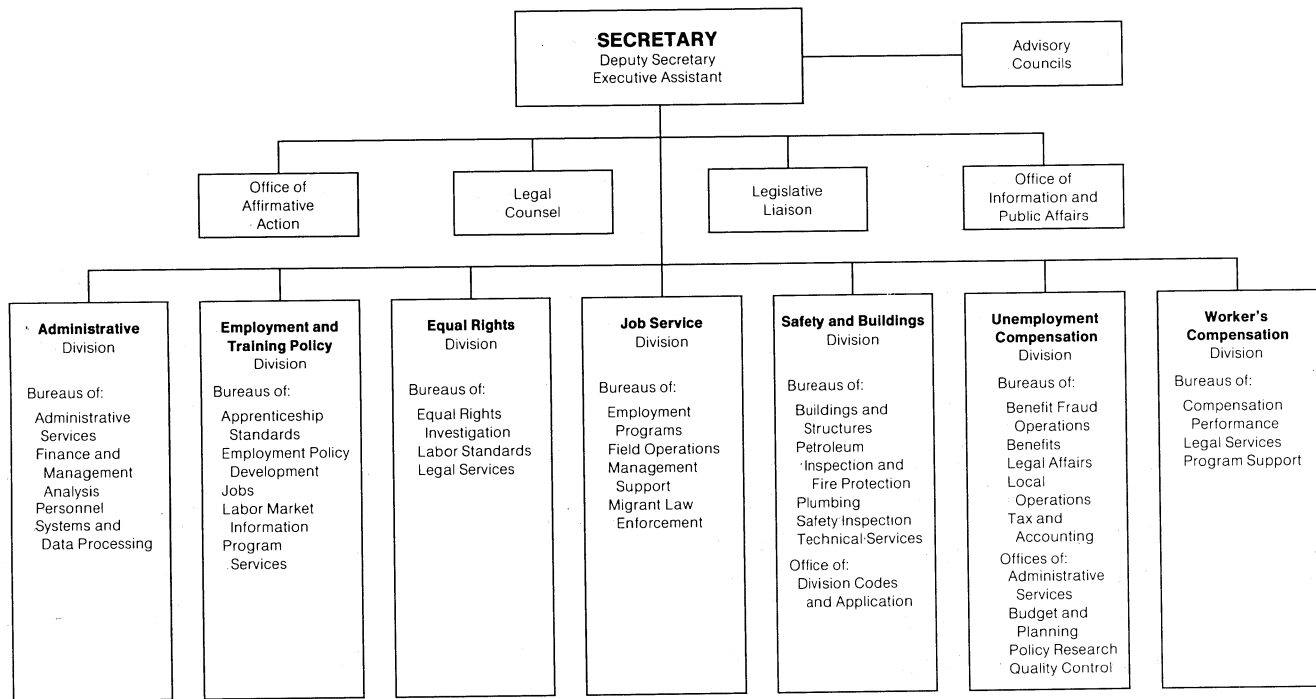 SECRETARY
Deputy Secretary
Executive Assistant
Advisory
Councils
Office of
Affirmative
Action
Legal
Counsel
Legislative
Liaison
Office of
Information and
Public Affairs
Administrative
Division
Bureaus of:
Administrative
Services
Finance and
Management
Analysis
Personnel
Systems and
Data Processing
Employment and
Training Policy
Division
Bureaus of:
Apprenticeship
Standards
Employment Policy
Development
Jobs
Labor Market
Information
Program
Services
Equal Rights
Division
Bureaus of:
Equal Rights
Investigation
Labor Standards
Legal Services
Job Service
Division
Bureaus of:
Employment
Programs
Field Operations
Management
Support
Migrant Law
Enforcement
Safety and Buildings
Division
Bureaus of:
Buildings and
Structures
Petroleum
Inspection and
Fire Protection
Plumbing
Safety Inspection
Technical Services
Office of:
Division Codes
and Application
Unemployment
Compensation
Division
Bureaus of:
Benefit Fraud
Operations
Benefits
Legal Affairs
Local
Operations
Tax and
Accounting
Offices of:
Administrative
Services
Budget and
Planning
Policy Research
Quality Control
Worker's
Compensation
Division
Bureaus of:
Compensation
Performance
Legal Services
Program Support